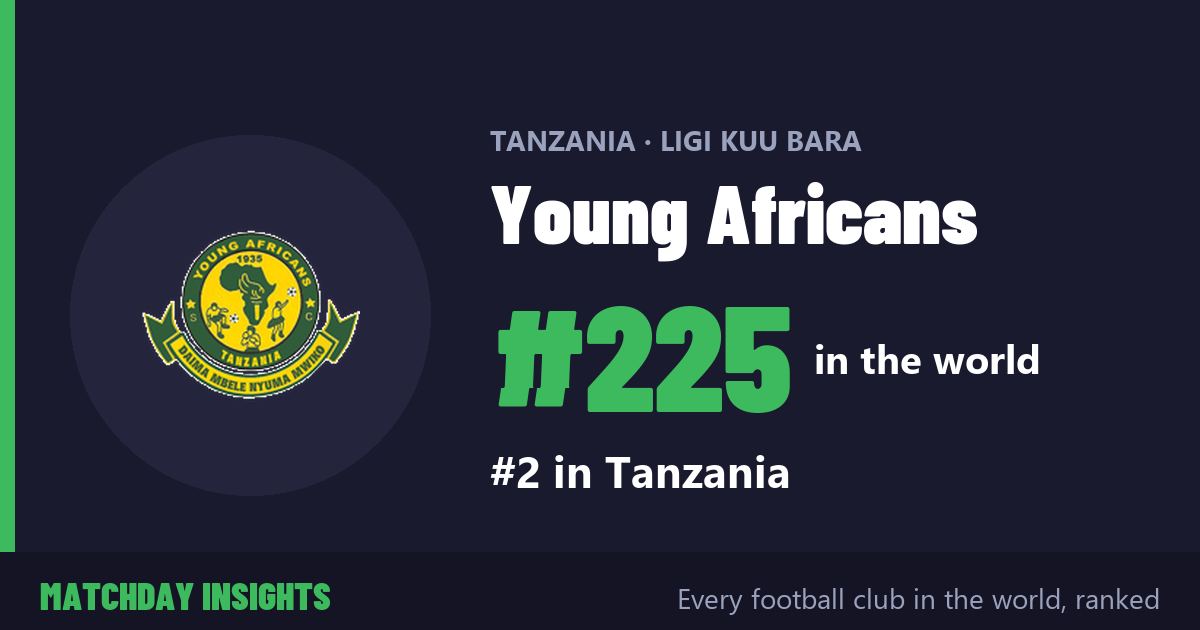 TANZANIA · LIGI KUU BARA
Young Africans
#225 in the world
#2 in Tanzania
YOUNG AFRICANS
1935
S C
TANZANIA
DAIMA MBELE NYUMA MWIKO
MATCHDAY INSIGHTS
Every football club in the world, ranked